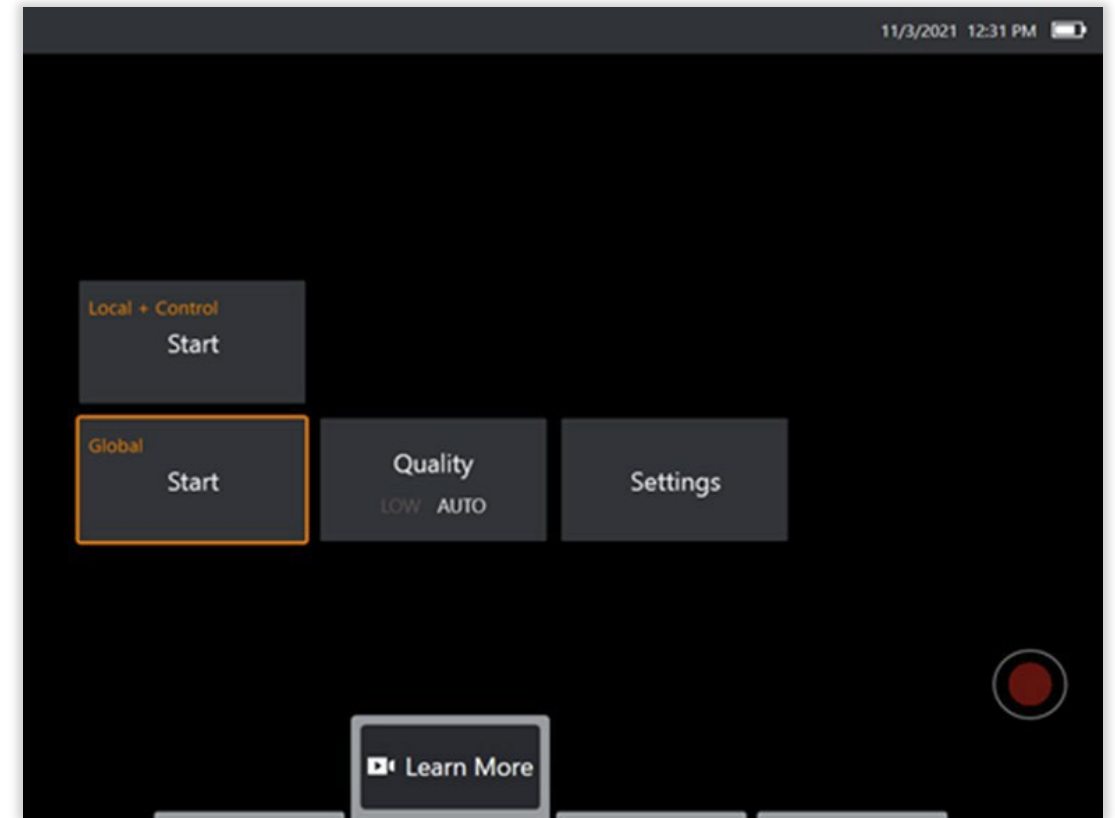 11/3/2021 12:31 PM
Local + Control
Start
Global
Start
Quality
LOW AUTO
Settings
Learn More